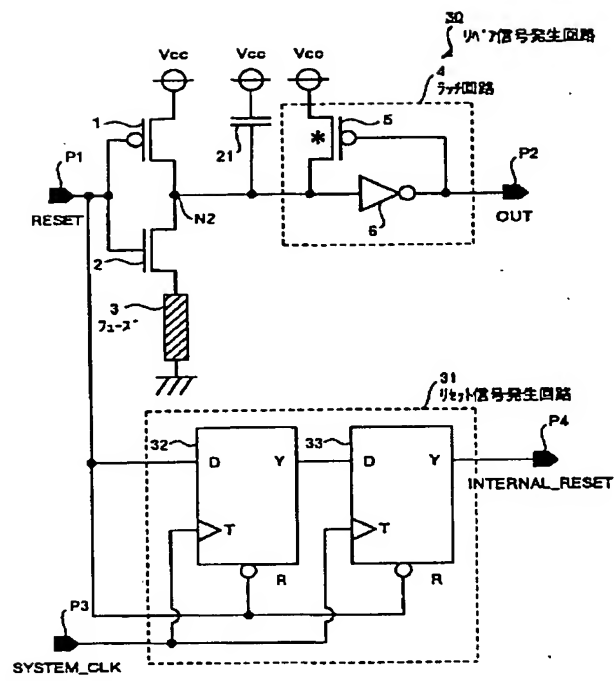 30
リペア信号発生回路
4
ラッチ回路
Vcc
Vcc
Vcc
1
21
*
5
P1
P2
RESET
N2
6
OUT
2
3
フューズ
31
リセット信号発生回路
32
33
P4
D
Y
D
Y
INTERNAL_RESET
T
T
R
R
P3
SYSTEM_CLK